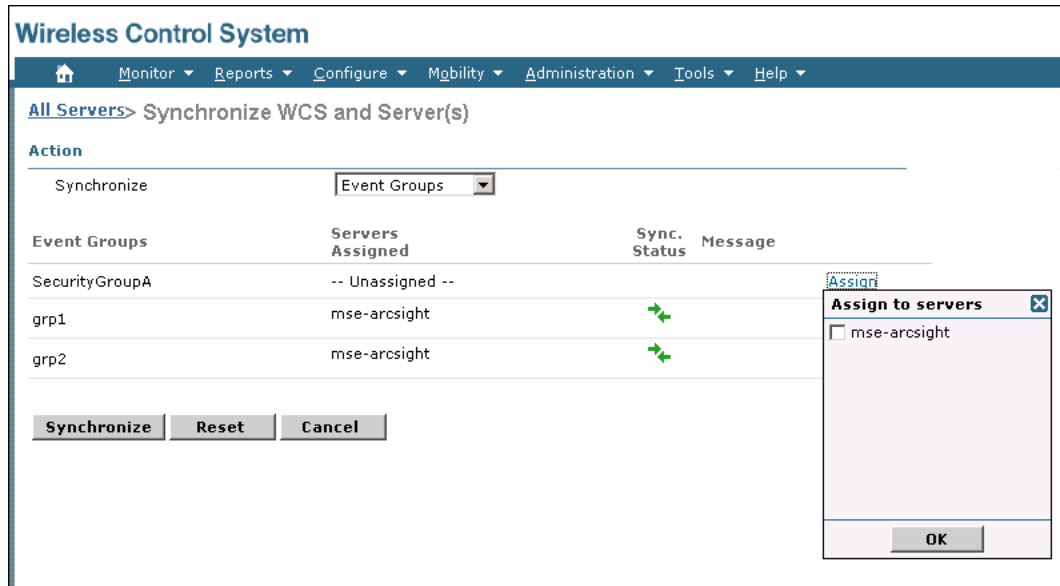 Wireless Control System
Monitor Reports Configure Mobility Administration Tools Help
All Servers> Synchronize WCS and Server(s)
Action
Synchronize Event Groups
Event Groups Servers Assigned Sync. Status Message
SecurityGroupA -- Unassigned -- Assign
Assign to servers
mse-arcsight
grp1 mse-arcsight
grp2 mse-arcsight
Synchronize Reset Cancel
OK